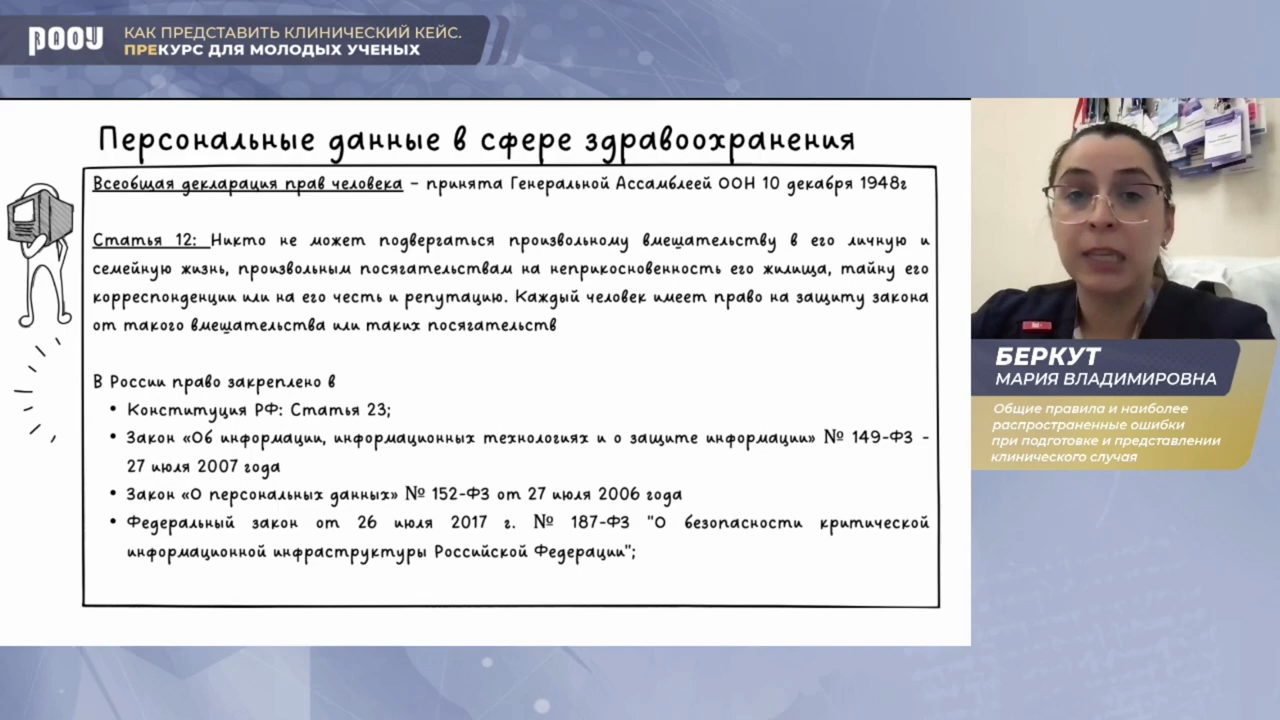 РООУ
КАК ПРЕДСТАВИТЬ КЛИНИЧЕСКИЙ КЕЙС.
ПРЕКУРС ДЛЯ МОЛОДЫХ УЧЕНЫХ
Персональные данные в сфере здравоохранения
Всеобщая декларация прав человека – принята Генеральной Ассамблеей ООН 10 декабря 1948г
Статья 12: Никто не может подвергаться произвольному вмешательству в его личную и
семейную жизнь, произвольным посягательствам на неприкосновенность его жилища, тайну его
корреспонденции или на его честь и репутацию. Каждый человек имеет право на защиту закона
от такого вмешательства или таких посягательств
В России право закреплено в
• Конституция РФ: Статья 23;
• Закон «Об информации, информационных технологиях и о защите информации» № 149-ФЗ -
27 июля 2007 года
• Закон «О персональных данных» № 152-ФЗ от 27 июля 2006 года
• Федеральный закон от 26 июля 2017 г. № 187-ФЗ "О безопасности критической
информационной инфраструктуры Российской Федерации";
БЕРКУТ
МАРИЯ ВЛАДИМИРОВНА
Общие правила и наиболее
распространенные ошибки
при подготовке и представлении
клинического случая